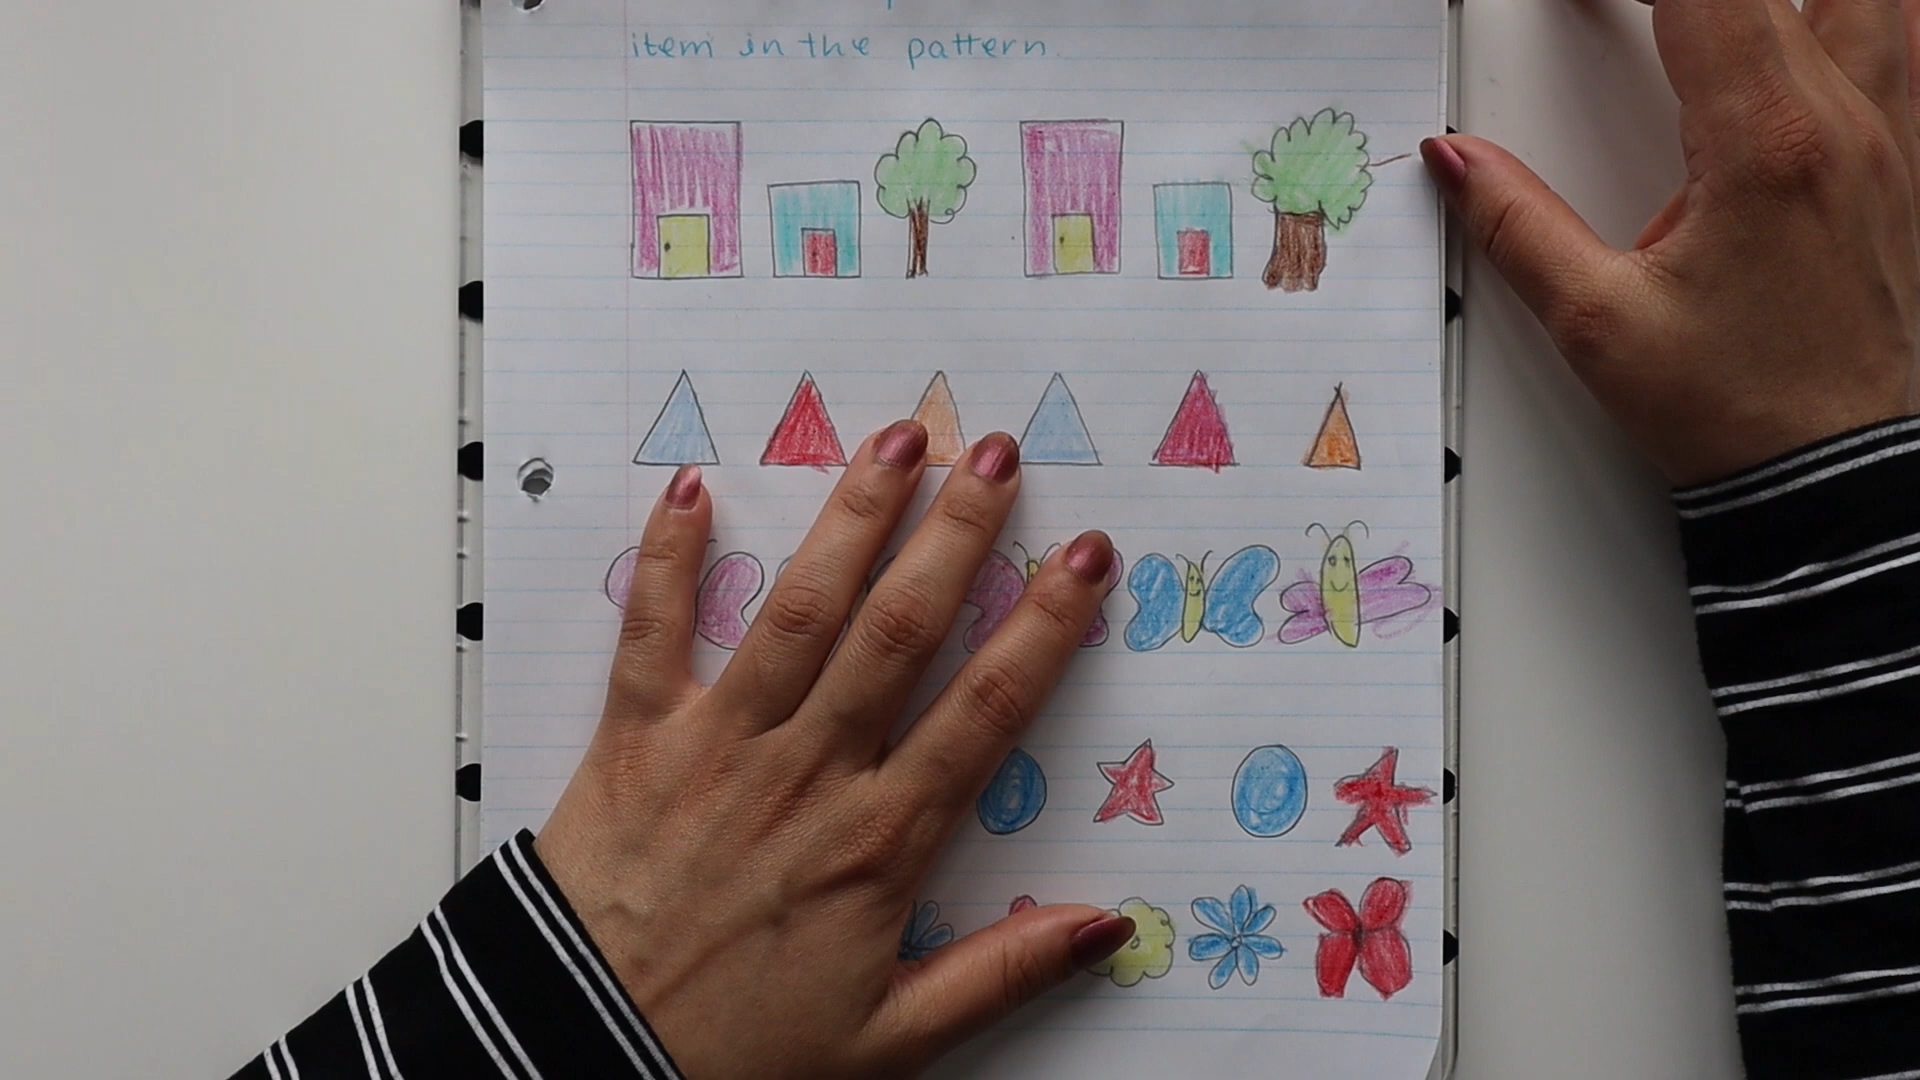 item in the pattern.